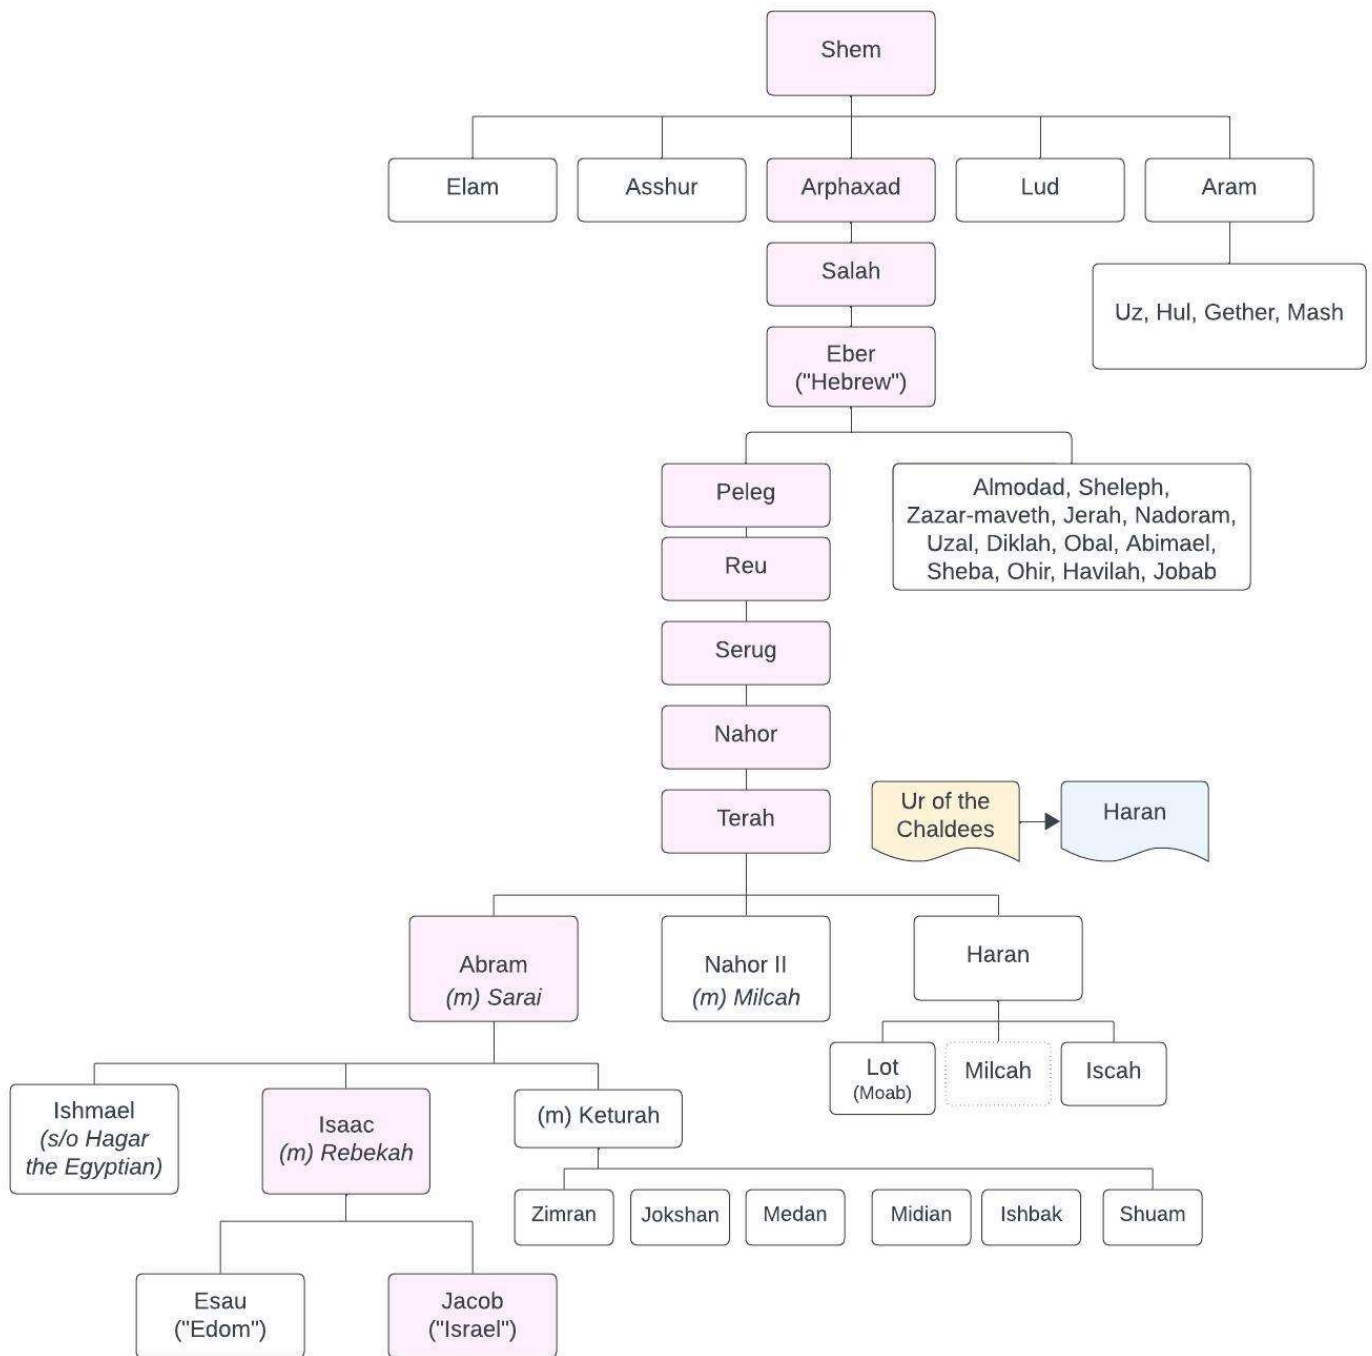 Shem
Elam
Asshur
Arphaxad
Lud
Aram
Salah
Uz, Hul, Gether, Mash
Eber
("Hebrew")
Peleg
Almodad, Sheleph,
Zazar-maveth, Jerah, Nadoram,
Uzal, Diklah, Obal, Abimael,
Sheba, Ohir, Havilah, Jobab
Reu
Serug
Nahor
Terah
Ur of the
Chaldees
Haran
Abram
(m) Sarai
Nahor II
(m) Milcah
Haran
Lot
(Moab)
Milcah
Iscah
Ishmael
(s/o Hagar
the Egyptian)
Isaac
(m) Rebekah
(m) Keturah
Zimran
Jokshan
Medan
Midian
Ishbak
Shuam
Esau
("Edom")
Jacob
("Israel")